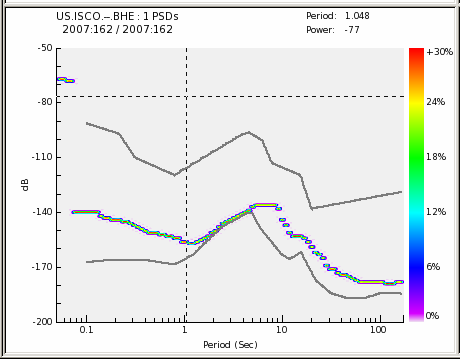 US.ISCO.--.BHE : 1 PSDs
2007:162 / 2007:162
Period: 1.048
Power: -77
-50
-80
-110
-140
-170
-200
dB
0.1
1
10
100
Period (Sec)
+30%
24%
18%
12%
6%
0%